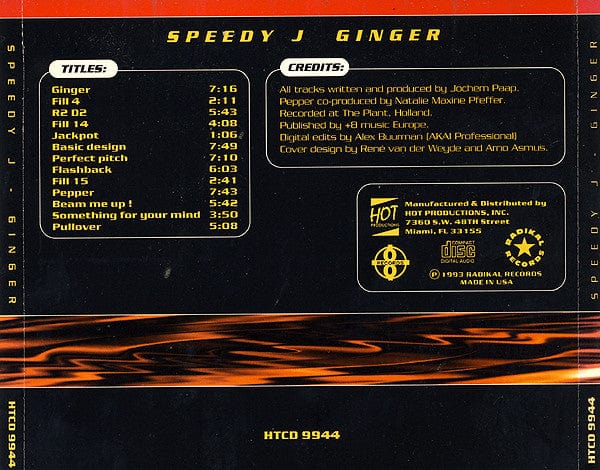 SPEEDY J GINGER
TITLES:
Ginger 7:16
Fill 4 2:11
R2 D2 5:43
Fill 14 4:08
Jackpot 1:06
Basic design 7:49
Perfect pitch 7:10
Flashback 6:03
Fill 15 2:41
Pepper 7:43
Beam me up ! 5:42
Something for your mind 3:50
Pullover 5:08
CREDITS:
All tracks written and produced by Jochem Paap.
Pepper co-produced by Natalie Maxine Pfeffer.
Recorded at The Plant, Holland.
Published by +8 music Europe.
Digital edits by Alex Buurman (AKAI Professional)
Cover design by René van der Weyde and Arno Asmus.
HOT
PRODUCTIONS
Manufactured & Distributed by
HOT PRODUCTIONS, INC.
7360 S.W. 48TH Street
Miami, FL 33155
8
RECORDS
COMPACT
disc
DIGITAL AUDIO
RADIKAL
RECORDS
℗ 1993 RADIKAL RECORDS
MADE IN USA
HTCD 9944
SPEEDY J - GINGER
HTCD 9944
SPEEDY J - GINGER
HTCD 9944